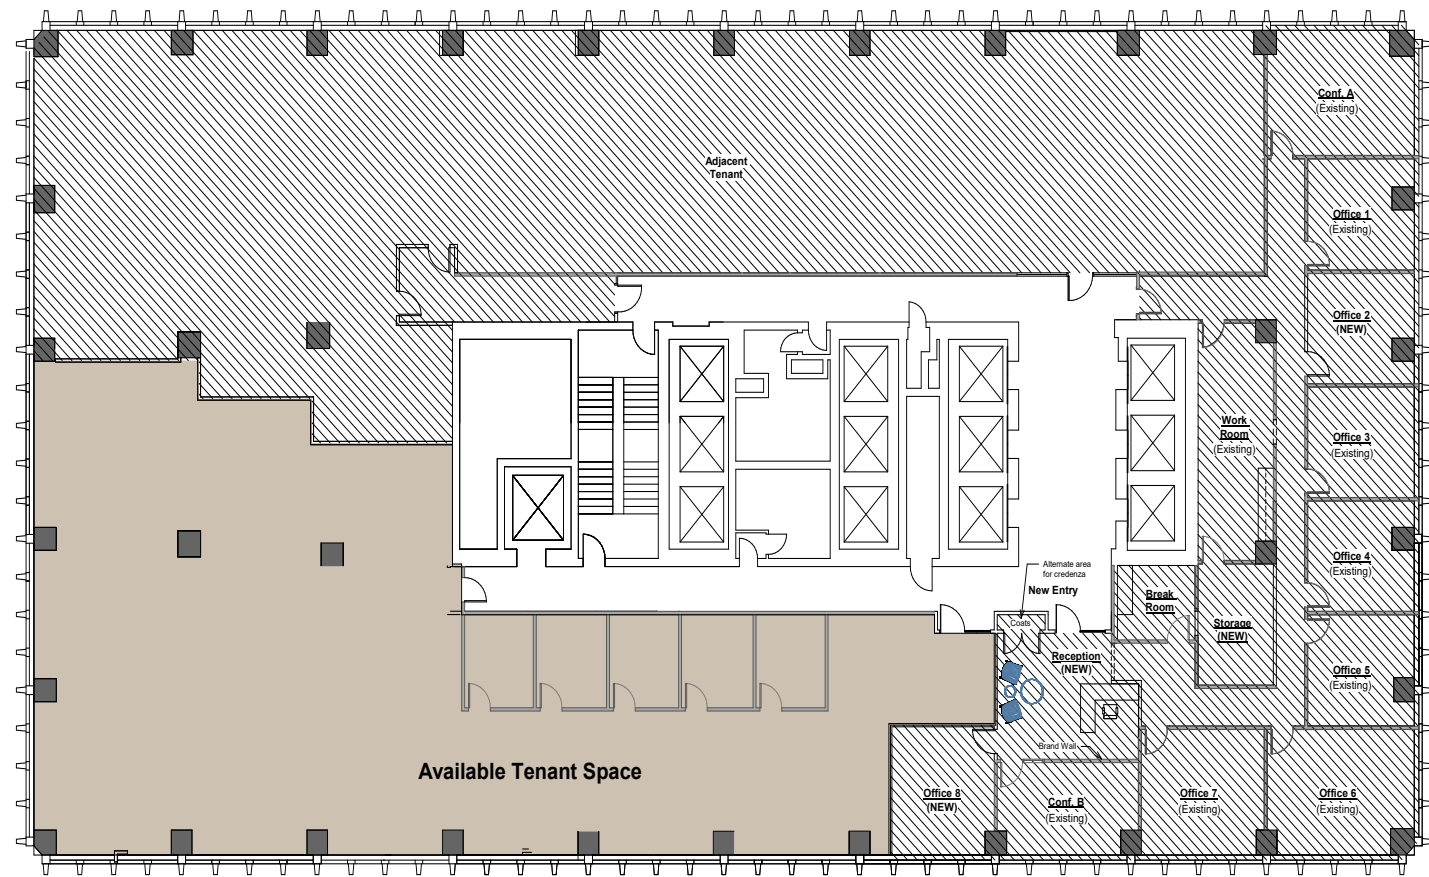 Conf. A
(Existing)
Adjacent
Tenant
Office 1
(Existing)
Office 2
(NEW)
Work
Room
(Existing)
Office 3
(Existing)
Office 4
(Existing)
Alternate area
for credenza
New Entry
Break
Room
Coats
Storage
(NEW)
Reception
(NEW)
Office 5
(Existing)
Brand Wall
Available Tenant Space
Office 8
(NEW)
Conf. B
(Existing)
Office 7
(Existing)
Office 6
(Existing)